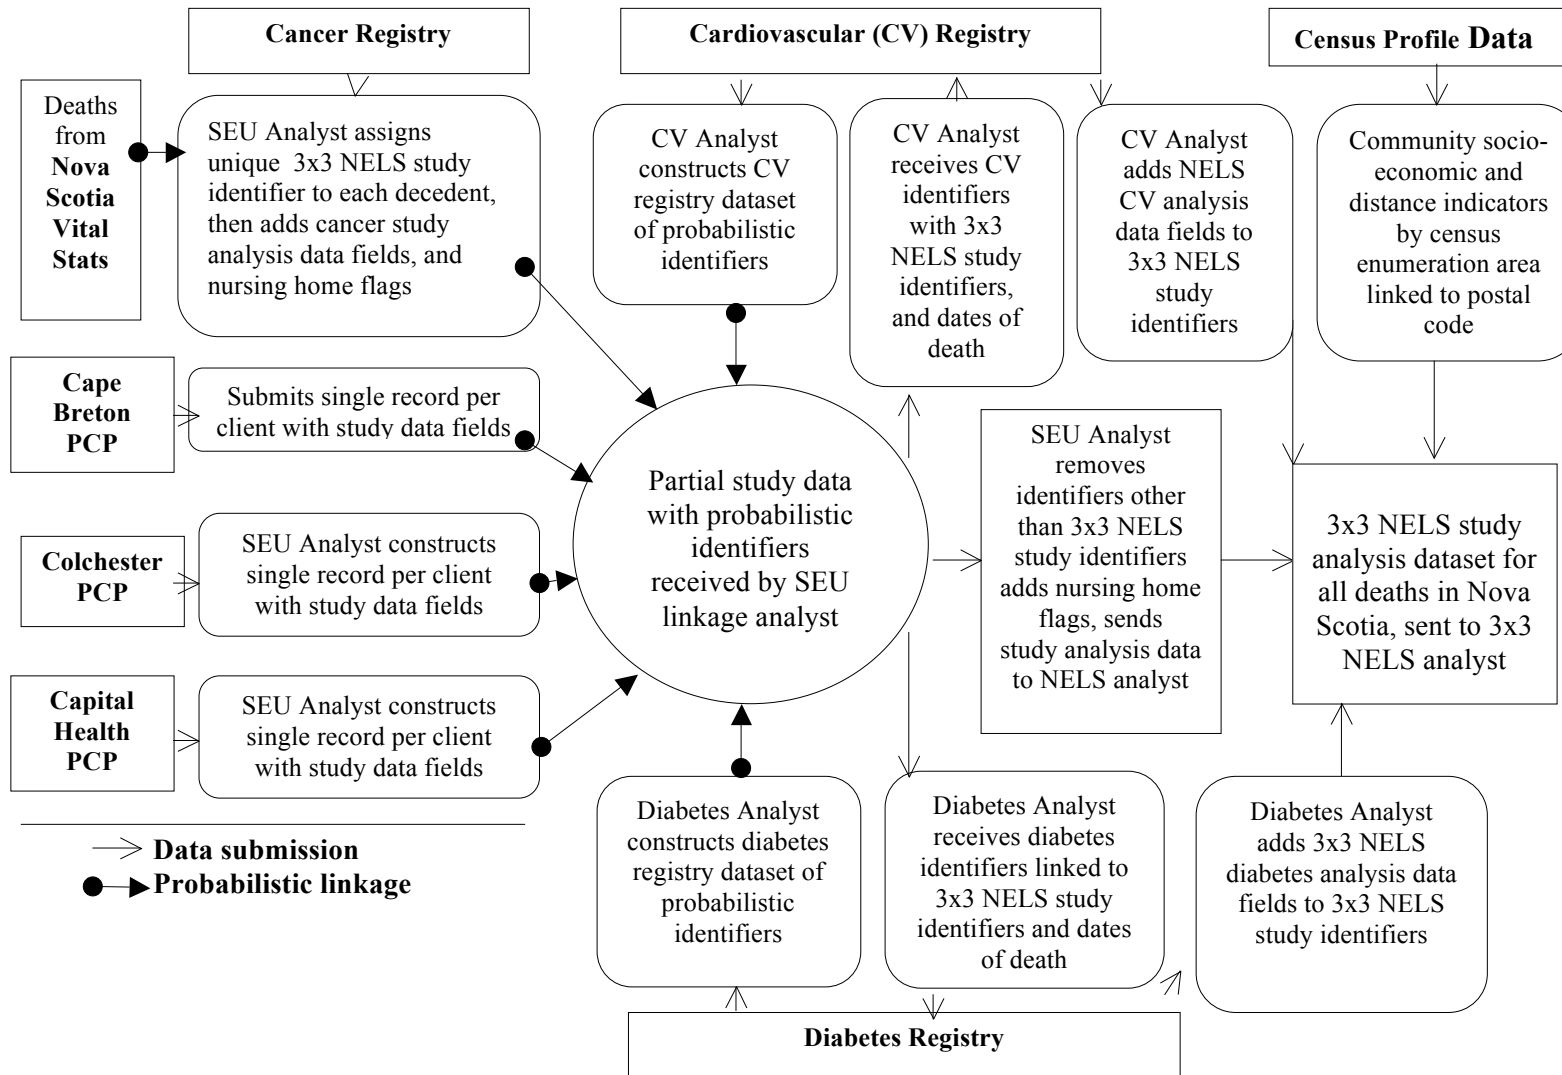 Cancer Registry
Cardiovascular (CV) Registry
Census Profile Data
Deaths
from
Nova
Scotia
Vital
Stats
SEU Analyst assigns
unique 3x3 NELS study
identifier to each decedent,
then adds cancer study
analysis data fields, and
nursing home flags
CV Analyst
constructs CV
registry dataset
of probabilistic
identifiers
CV Analyst
receives CV
identifiers
with 3x3
NELS study
identifiers,
and dates of
death
CV Analyst
adds NELS
CV analysis
data fields to
3x3 NELS
study
identifiers
Community socio-
economic and
distance indicators
by census
enumeration area
linked to postal
code
Cape
Breton
PCP
Submits single record per
client with study data fields
Colchester
PCP
SEU Analyst constructs
single record per client
with study data fields
Capital
Health
PCP
SEU Analyst constructs
single record per client
with study data fields
Partial study data
with probabilistic
identifiers
received by SEU
linkage analyst
SEU Analyst
removes
identifiers other
than 3x3 NELS
study identifiers
adds nursing home
flags, sends
study analysis data
to NELS analyst
3x3 NELS study
analysis dataset for
all deaths in Nova
Scotia, sent to 3x3
NELS analyst
Data submission
Probabilistic linkage
Diabetes Analyst
constructs diabetes
registry dataset of
probabilistic
identifiers
Diabetes Analyst
receives diabetes
identifiers linked to
3x3 NELS study
identifiers and dates
of death
Diabetes Analyst
adds 3x3 NELS
diabetes analysis data
fields to 3x3 NELS
study identifiers
Diabetes Registry